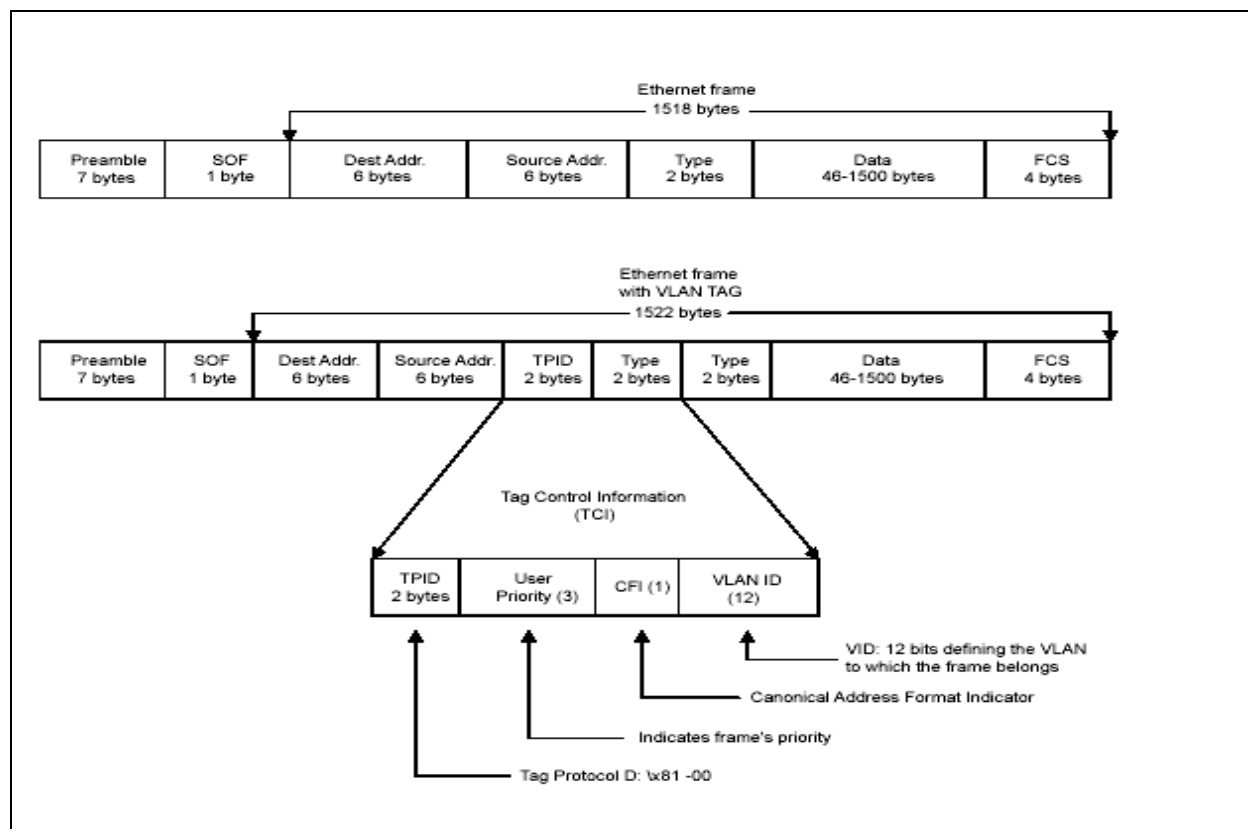 Ethernet frame
1518 bytes
Preamble
7 bytes
SOF
1 byte
Dest Addr.
6 bytes
Source Addr.
6 bytes
Type
2 bytes
Data
46-1500 bytes
FCS
4 bytes
Ethernet frame
with VLAN TAG
1522 bytes
Preamble
7 bytes
SOF
1 byte
Dest Addr.
6 bytes
Source Addr.
6 bytes
TPID
2 bytes
Type
2 bytes
Type
2 bytes
Data
46-1500 bytes
FCS
4 bytes
Tag Control Information
(TCI)
TPID
2 bytes
User
Priority (3)
CFI (1)
VLAN ID
(12)
VID: 12 bits defining the VLAN
to which the frame belongs
Canonical Address Format Indicator
Indicates frame's priority
Tag Protocol D: \x81 -00